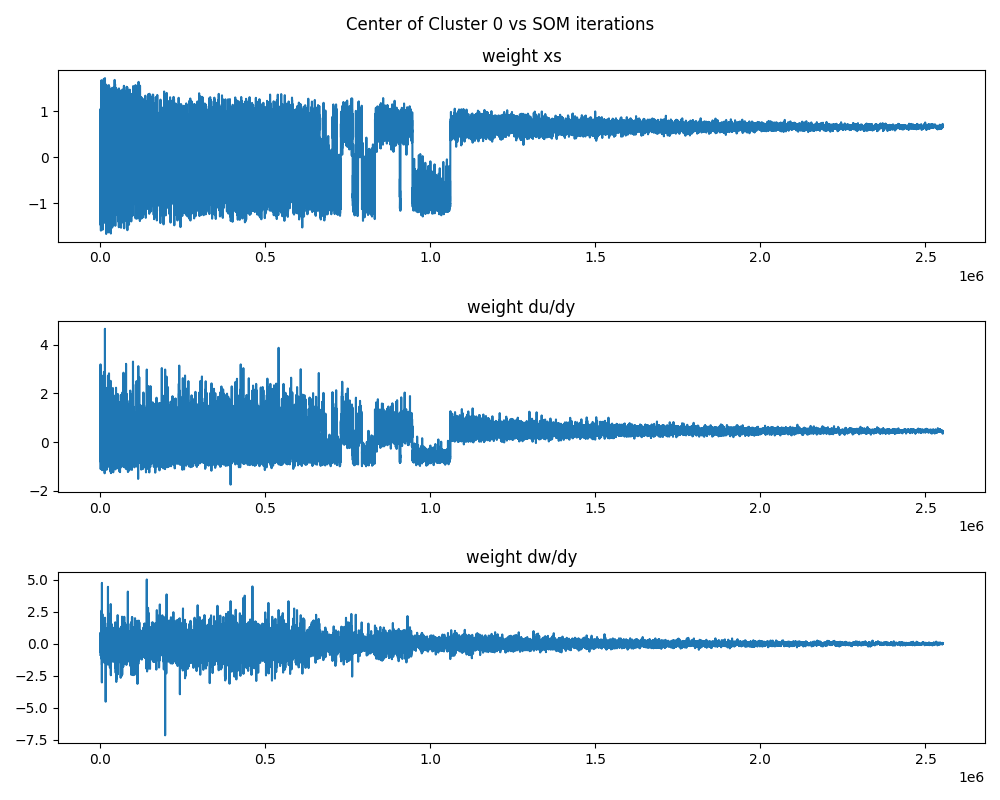 Center of Cluster 0 vs SOM iterations
weight xs
1
0
−1
0.0 0.5 1.0 1.5 2.0 2.5
1e6
weight du/dy
4
2
0
−2
0.0 0.5 1.0 1.5 2.0 2.5
1e6
weight dw/dy
5.0
2.5
0.0
−2.5
−5.0
−7.5
0.0 0.5 1.0 1.5 2.0 2.5
1e6